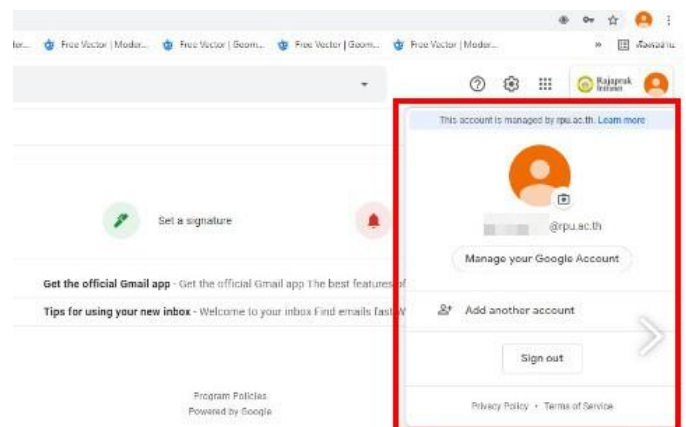 Free Vector | Moder... Free Vector | Geom... Free Vector | Geom... Free Vector | Moder... »
Rajapruk
This account is managed by rpu.ac.th. Learn more
@rpu.ac.th
Set a signature
Manage your Google Account
Get the official Gmail app - Get the official Gmail app The best features of
Tips for using your new inbox - Welcome to your inbox Find emails fast W
Add another account
Sign out
Program Policies
Powered by Google
Privacy Policy • Terms of Service